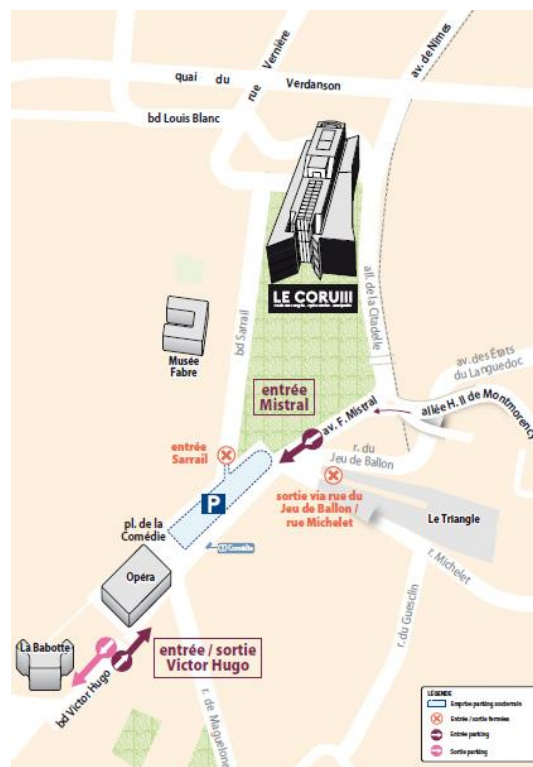 quai du Verdanson
rue Vernière
av. de Nîmes
bd Louis Blanc
LE CORUM
all. de la Citadelle
bd Sarrail
Musée
Fabre
av. des États
du Languedoc
entrée
Mistral
av. F. Mistral
allée H. II de Montmorency
entrée
Sarrail
r. du
Jeu de Ballon
P
sortie via rue du
Jeu de Ballon /
rue Michelet
Le Triangle
pl. de la
Comédie
Comédie
r. Michelet
Opéra
r. du Guesclin
La Babotte
entrée / sortie
Victor Hugo
bd Victor Hugo
r. de Maguelone
LÉGENDE
Emprise parking souterrain
Entrée / sortie fermées
Entrée parking
Sortie parking